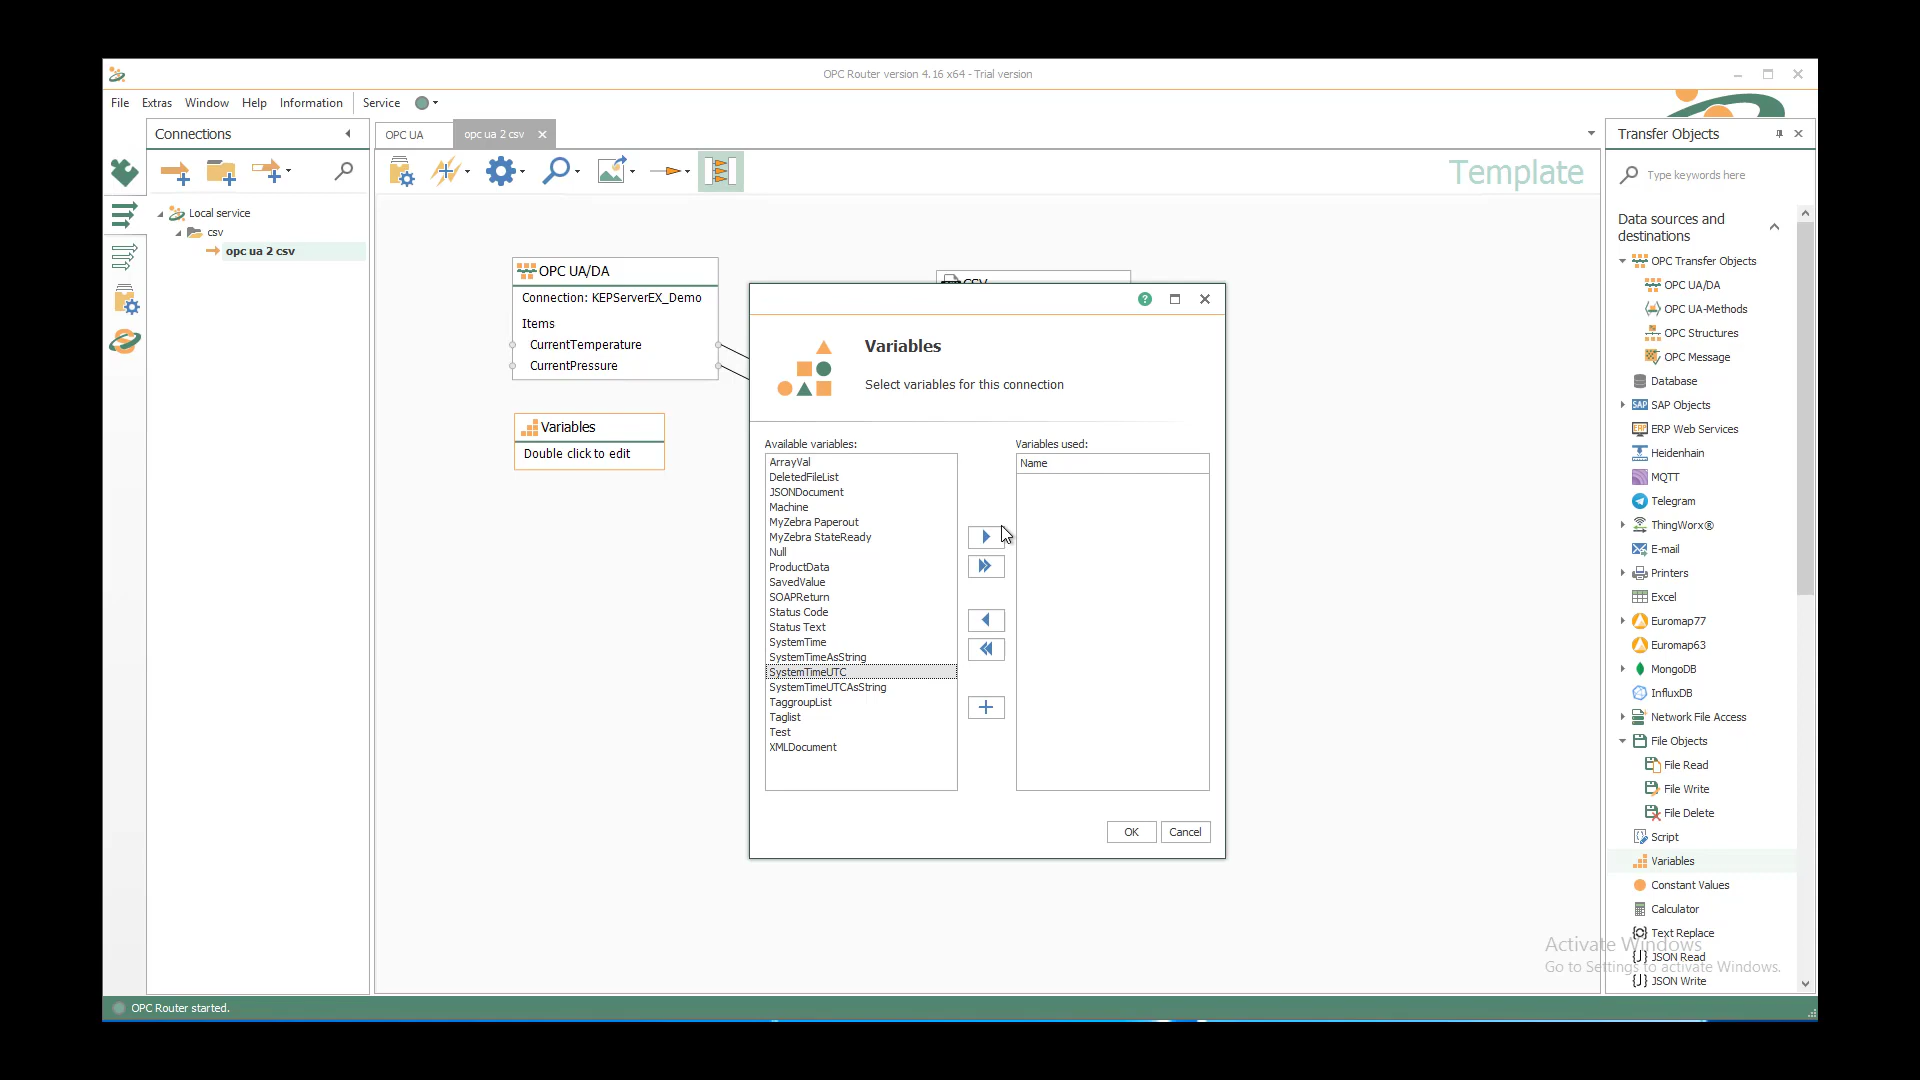 OPC Router version 4.16 x64 - Trial version
File Extras Window Help Information Service
Connections
OPC UA
opc ua 2 csv
Transfer Objects
Template
Type keywords here
Local service
csv
opc ua 2 csv
OPC UA/DA
Connection: KEPServerEX_Demo
Items
CurrentTemperature
CurrentPressure
Variables
Double click to edit
CSV
Variables
Select variables for this connection
Available variables:
ArrayVal
DeletedFileList
JSONDocument
Machine
MyZebra Paperout
MyZebra StateReady
Null
ProductData
SavedValue
SOAPReturn
Status Code
Status Text
SystemTime
SystemTimeAsString
SystemTimeUTC
SystemTimeUTCAsString
TaggroupList
Taglist
Test
XMLDocument
Variables used:
Name
OK
Cancel
Data sources and
destinations
OPC Transfer Objects
OPC UA/DA
OPC UA-Methods
OPC Structures
OPC Message
Database
SAP Objects
ERP Web Services
Heidenhain
MQTT
Telegram
ThingWorx®
E-mail
Printers
Excel
Euromap77
Euromap63
MongoDB
InfluxDB
Network File Access
File Objects
File Read
File Write
File Delete
Script
Variables
Constant Values
Calculator
Text Replace
JSON Read
JSON Write
Activate Windows
Go to Settings to activate Windows.
OPC Router started.